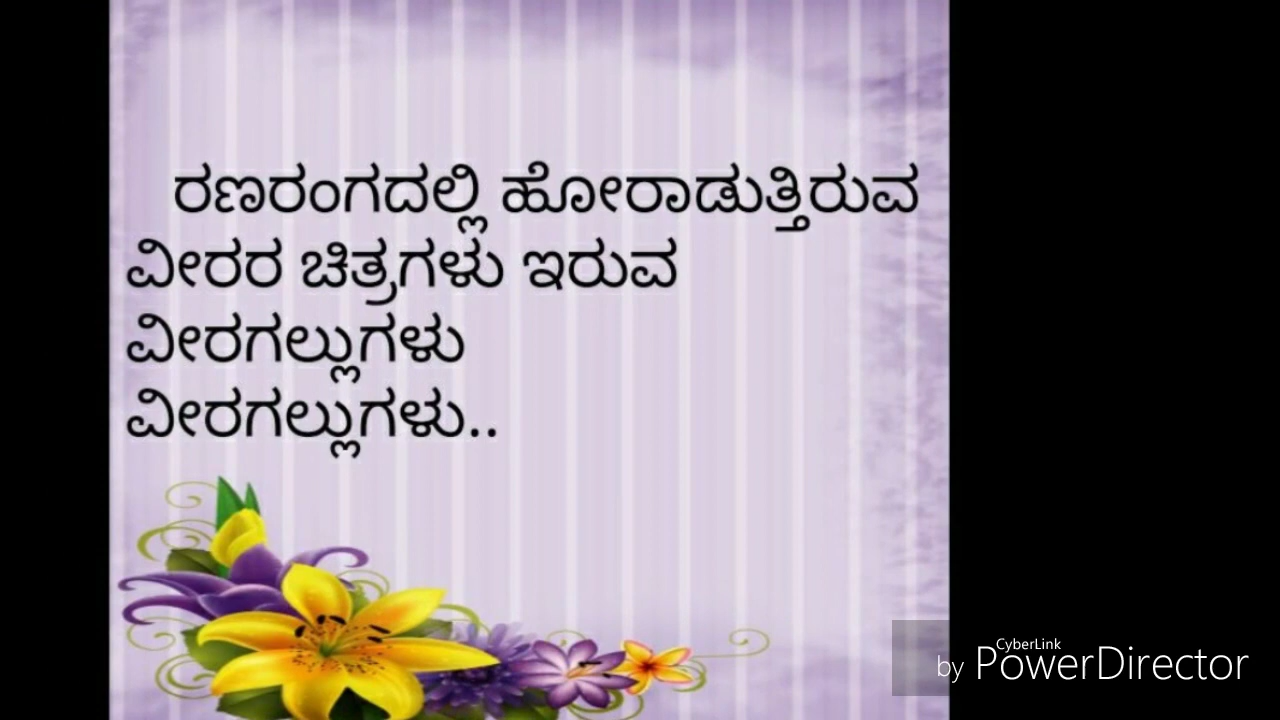 ರಣರಂಗದಲ್ಲಿ ಹೋರಾಡುತ್ತಿರುವ
ವೀರರ ಚಿತ್ರಗಳು ಇರುವ
ವೀರಗಲ್ಲುಗಳು
ವೀರಗಲ್ಲುಗಳು..
CyberLink
by PowerDirector